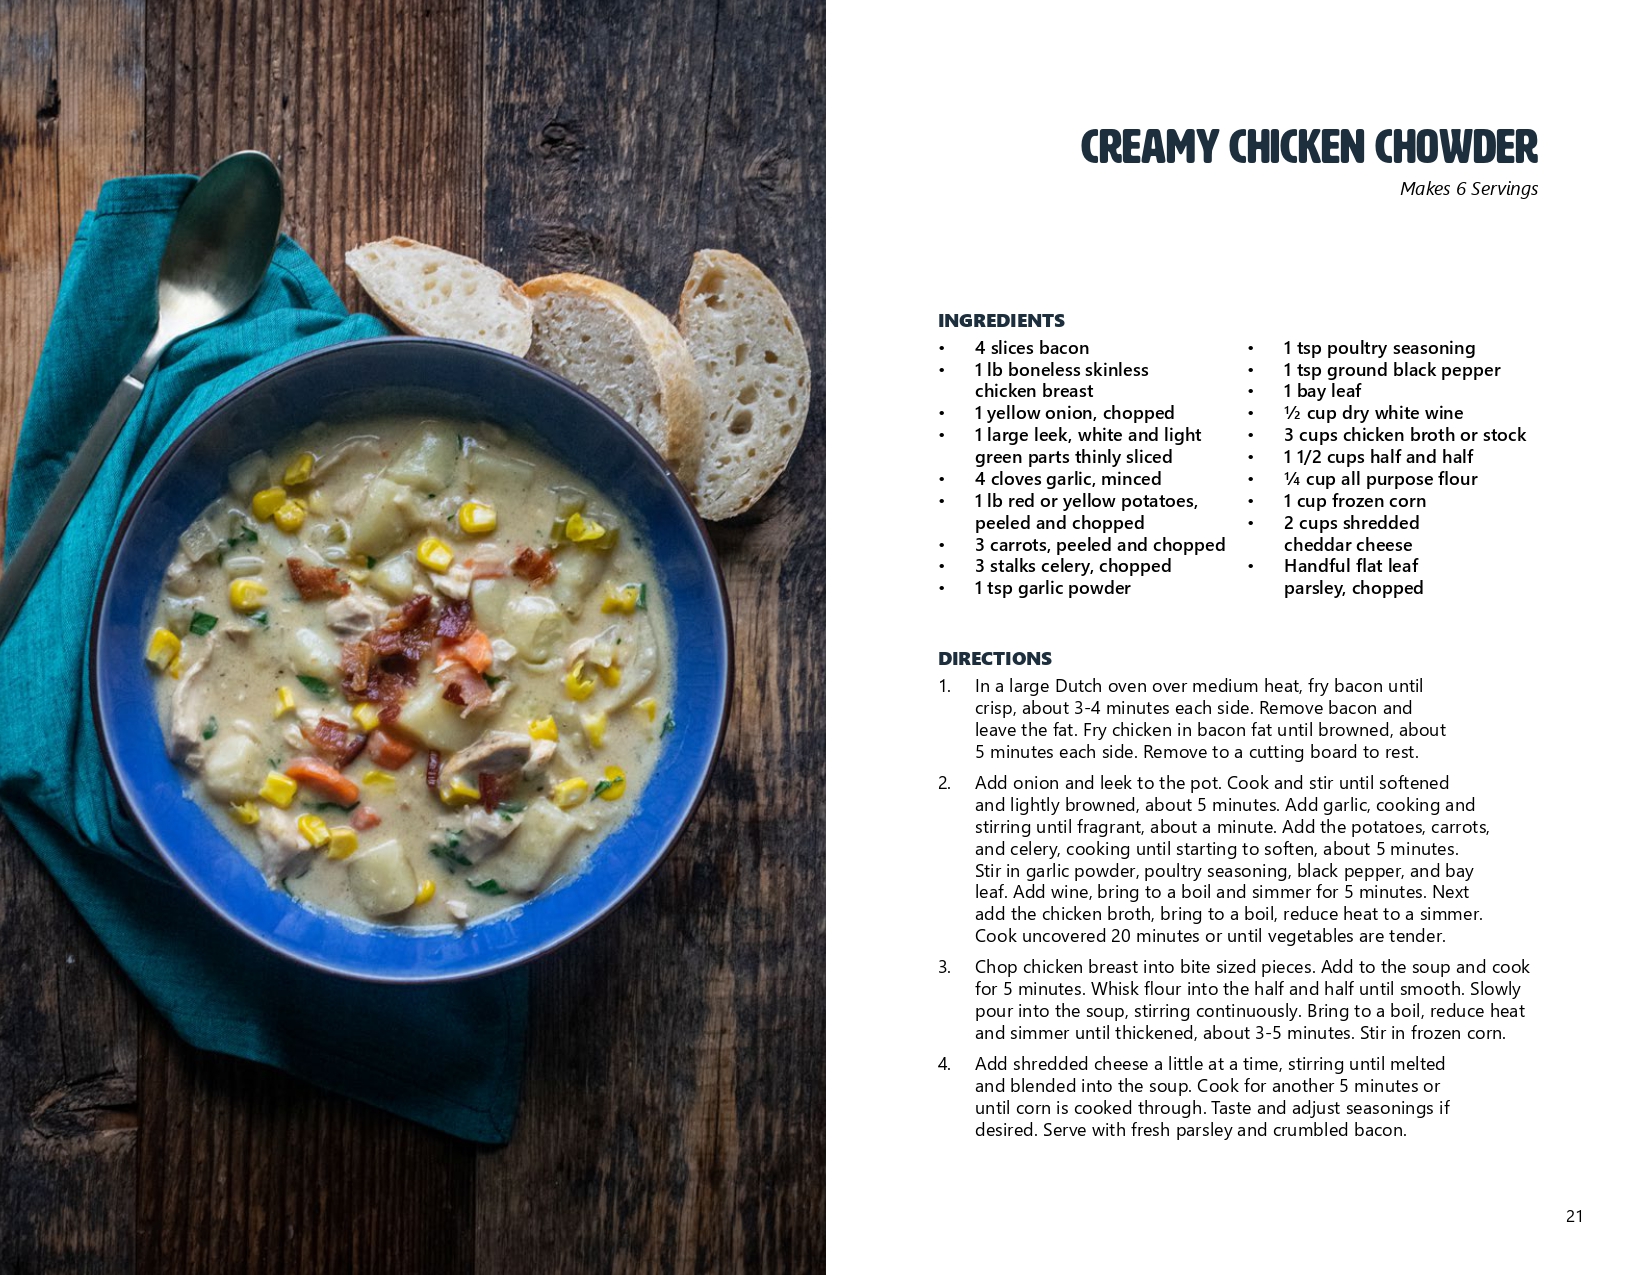 CREAMY CHICKEN CHOWDER
Makes 6 Servings
INGREDIENTS
• 4 slices bacon
• 1 lb boneless skinless
chicken breast
• 1 yellow onion, chopped
• 1 large leek, white and light
green parts thinly sliced
• 4 cloves garlic, minced
• 1 lb red or yellow potatoes,
peeled and chopped
• 3 carrots, peeled and chopped
• 3 stalks celery, chopped
• 1 tsp garlic powder
• 1 tsp poultry seasoning
• 1 tsp ground black pepper
• 1 bay leaf
• ½ cup dry white wine
• 3 cups chicken broth or stock
• 1 1/2 cups half and half
• ¼ cup all purpose flour
• 1 cup frozen corn
• 2 cups shredded
cheddar cheese
• Handful flat leaf
parsley, chopped
DIRECTIONS
1. In a large Dutch oven over medium heat, fry bacon until
crisp, about 3-4 minutes each side. Remove bacon and
leave the fat. Fry chicken in bacon fat until browned, about
5 minutes each side. Remove to a cutting board to rest.
2. Add onion and leek to the pot. Cook and stir until softened
and lightly browned, about 5 minutes. Add garlic, cooking and
stirring until fragrant, about a minute. Add the potatoes, carrots,
and celery, cooking until starting to soften, about 5 minutes.
Stir in garlic powder, poultry seasoning, black pepper, and bay
leaf. Add wine, bring to a boil and simmer for 5 minutes. Next
add the chicken broth, bring to a boil, reduce heat to a simmer.
Cook uncovered 20 minutes or until vegetables are tender.
3. Chop chicken breast into bite sized pieces. Add to the soup and cook
for 5 minutes. Whisk flour into the half and half until smooth. Slowly
pour into the soup, stirring continuously. Bring to a boil, reduce heat
and simmer until thickened, about 3-5 minutes. Stir in frozen corn.
4. Add shredded cheese a little at a time, stirring until melted
and blended into the soup. Cook for another 5 minutes or
until corn is cooked through. Taste and adjust seasonings if
desired. Serve with fresh parsley and crumbled bacon.
21